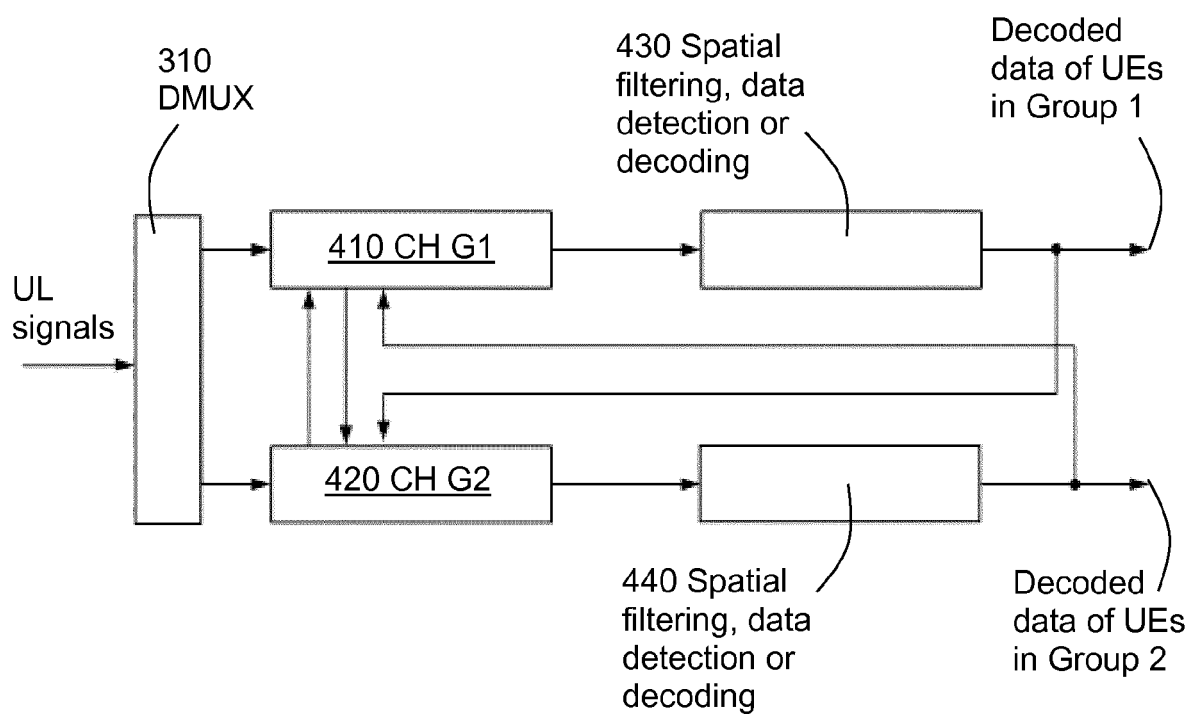 310
DMUX
430 Spatial
filtering, data
detection or
decoding
Decoded
data of UEs
in Group 1
410 CH G1
UL
signals
420 CH G2
440 Spatial
filtering, data
detection or
decoding
Decoded
data of UEs
in Group 2